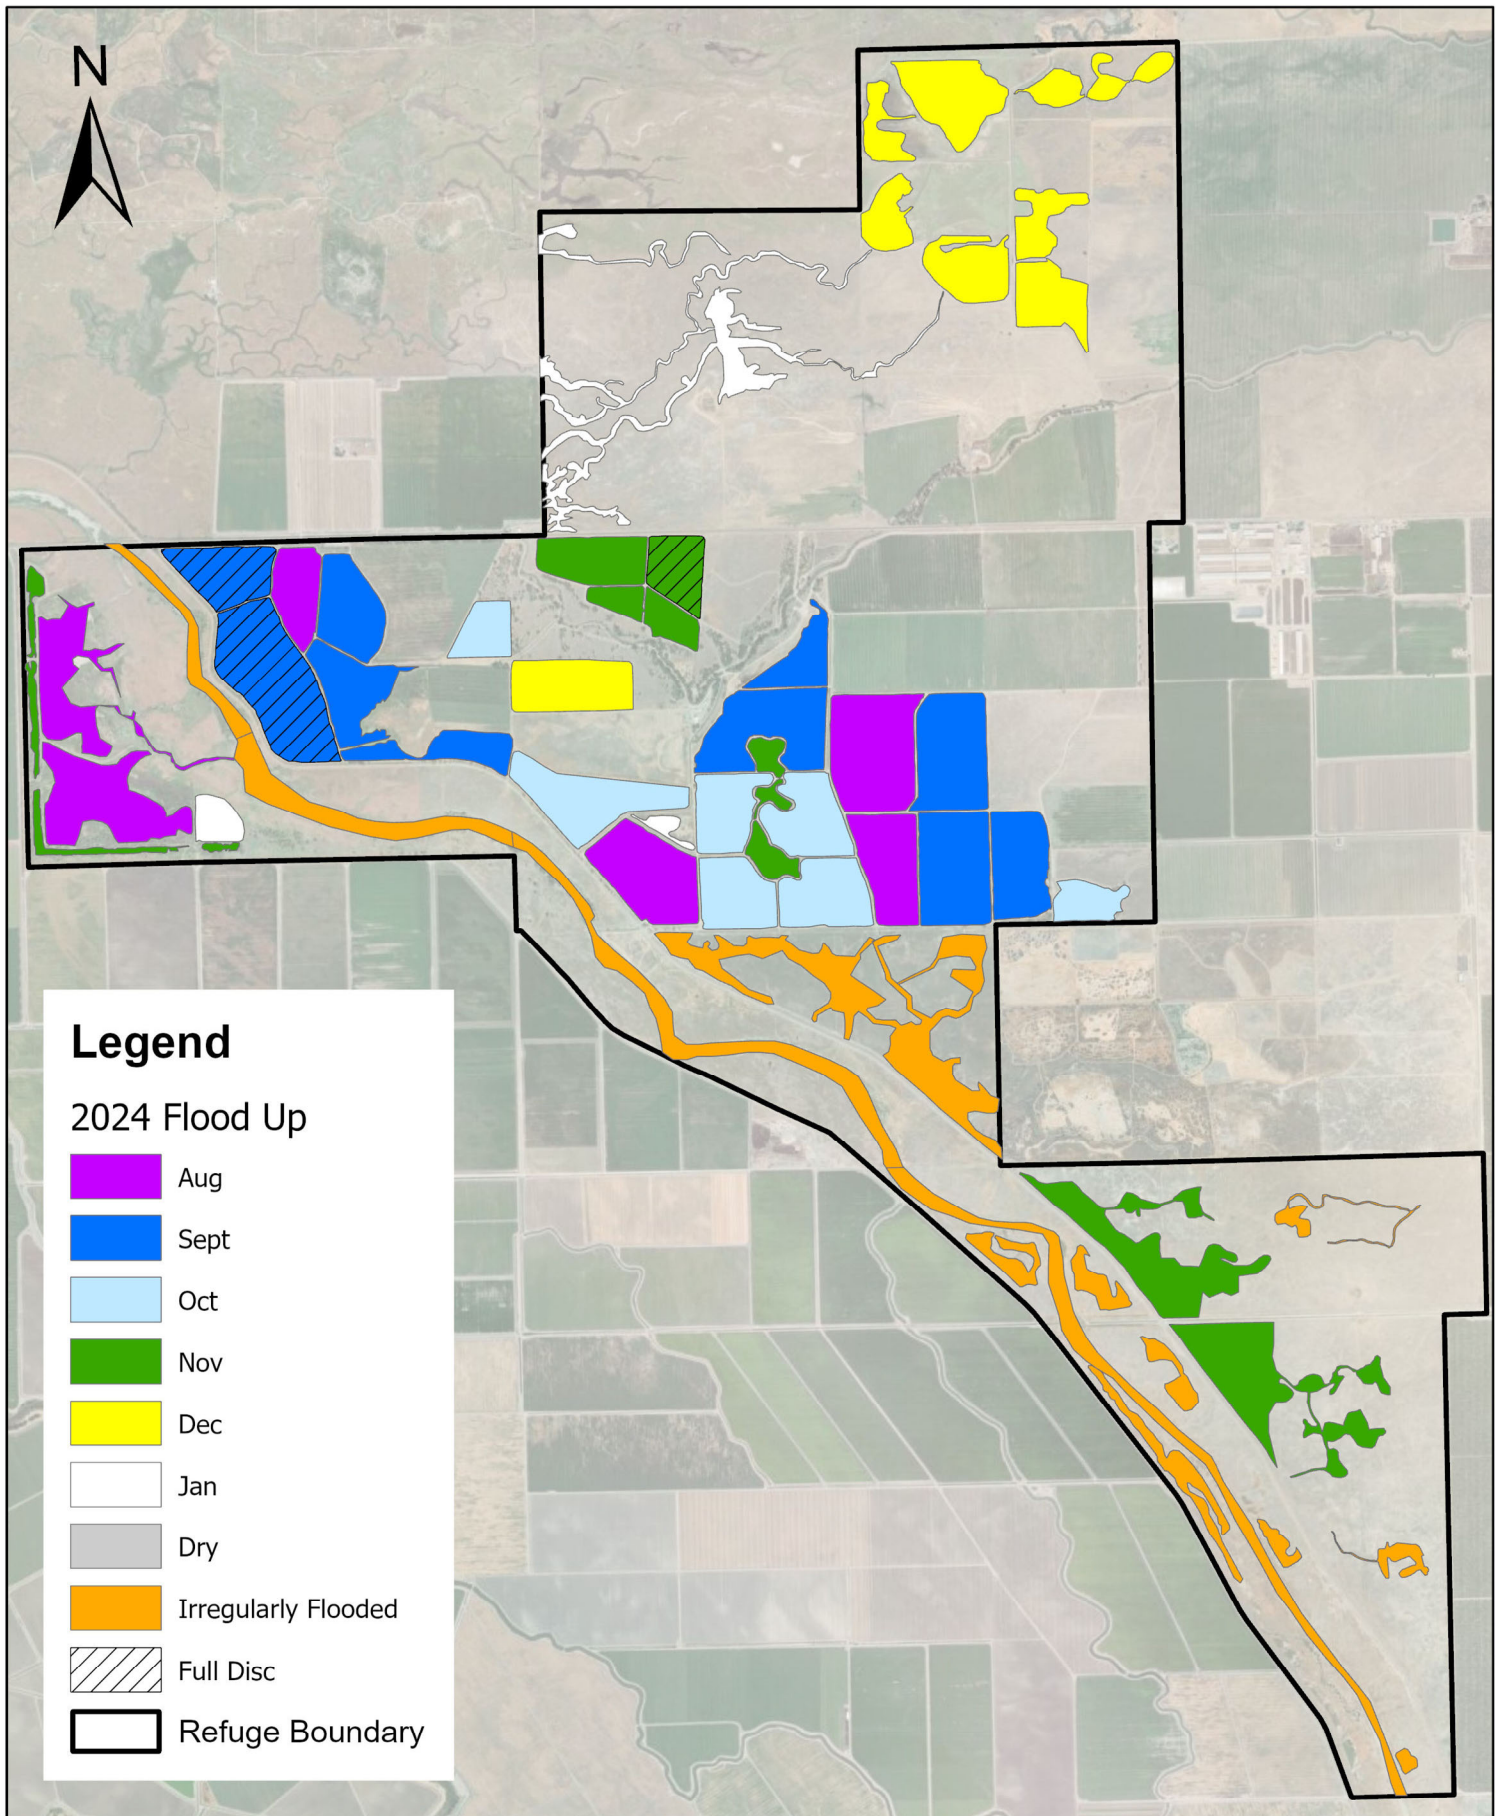 N
Legend
2024 Flood Up
Aug
Sept
Oct
Nov
Dec
Jan
Dry
Irregularly Flooded
Full Disc
Refuge Boundary